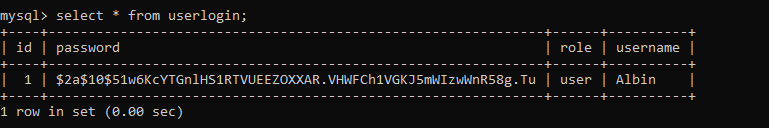 mysql> select * from userlogin;
+----+--------------------------------------------------------------+------+----------+
| id | password                                                     | role | username |
+----+--------------------------------------------------------------+------+----------+
|  1 | $2a$10$51w6KcYTGnlHS1RTVUEEZOXXAR.VHWFCh1VGKJ5mWIzwWnR58g.Tu | user | Albin    |
+----+--------------------------------------------------------------+------+----------+
1 row in set (0.00 sec)